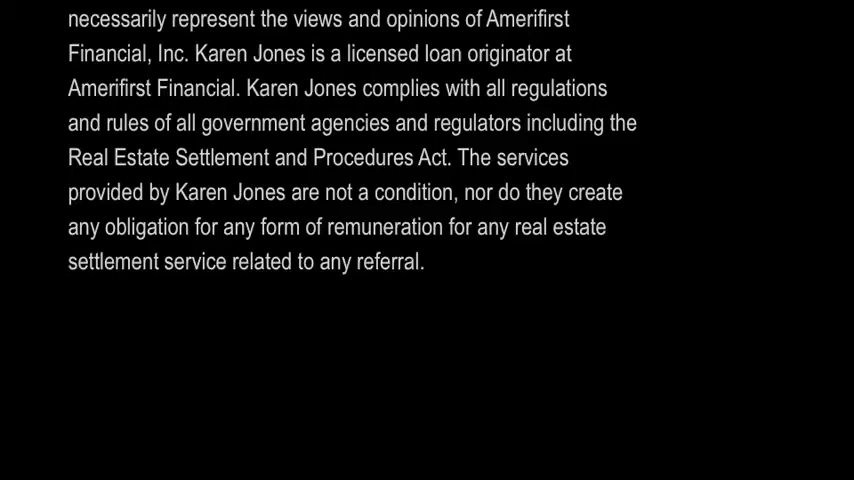 necessarily represent the views and opinions of Amerifirst
Financial, Inc. Karen Jones is a licensed loan originator at
Amerifirst Financial. Karen Jones complies with all regulations
and rules of all government agencies and regulators including the
Real Estate Settlement and Procedures Act. The services
provided by Karen Jones are not a condition, nor do they create
any obligation for any form of remuneration for any real estate
settlement service related to any referral.